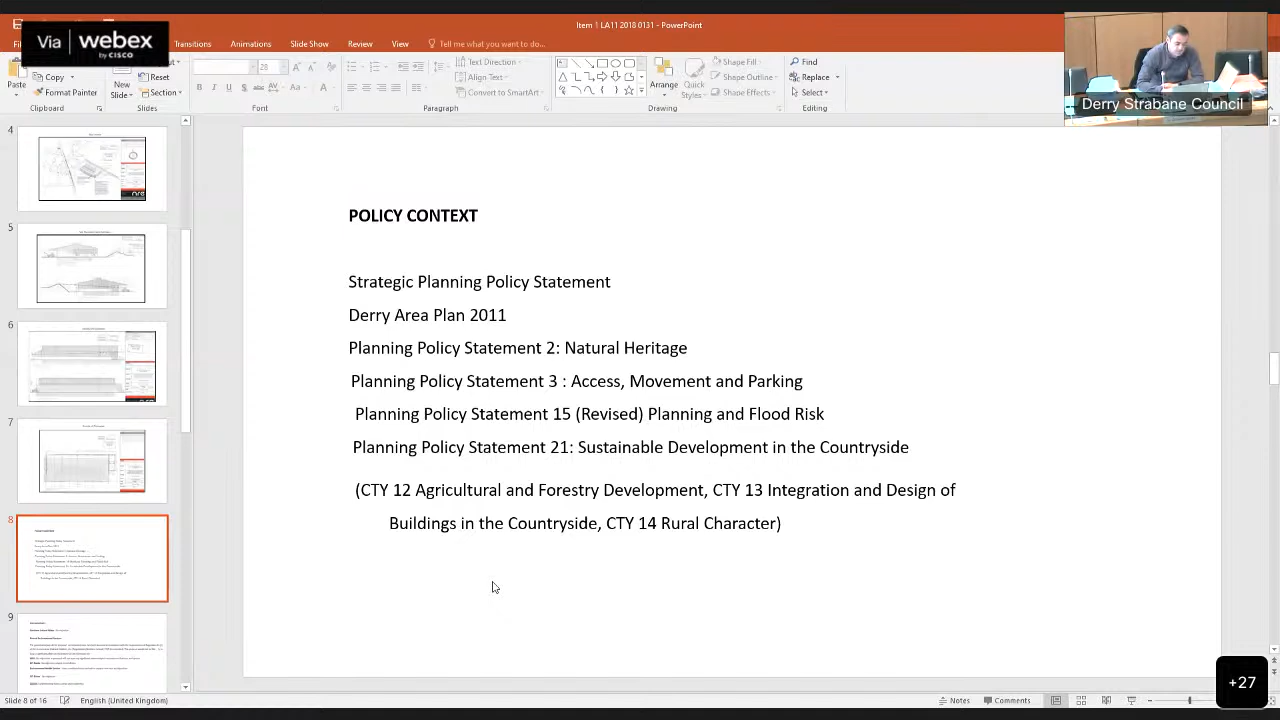 Item 1 LA11 2018 0131 - PowerPoint
Via webex
by CISCO
Transitions Animations Slide Show Review View Tell me what you want to do...
Copy
Format Painter
Clipboard
New
Slide
Reset
Section
Slides
28
Font
Text Direction
Align Text
Convert to SmartArt
Paragraph
Arrange
Quick
Styles
Shape Fill
Shape Outline
Shape Effects
Drawing
Find
Replace
Select
Editing
Derry Strabane Council
4
5
6
8
9
POLICY CONTEXT
Strategic Planning Policy Statement
Derry Area Plan 2011
Planning Policy Statement 2: Natural Heritage
Planning Policy Statement 3 : Access, Movement and Parking
Planning Policy Statement 15 (Revised) Planning and Flood Risk
Planning Policy Statement 21: Sustainable Development in the Countryside
(CTY 12 Agricultural and Forestry Development, CTY 13 Integration and Design of
Buildings in the Countryside, CTY 14 Rural Character)
+27
Slide 8 of 16 English (United Kingdom) Notes Comments